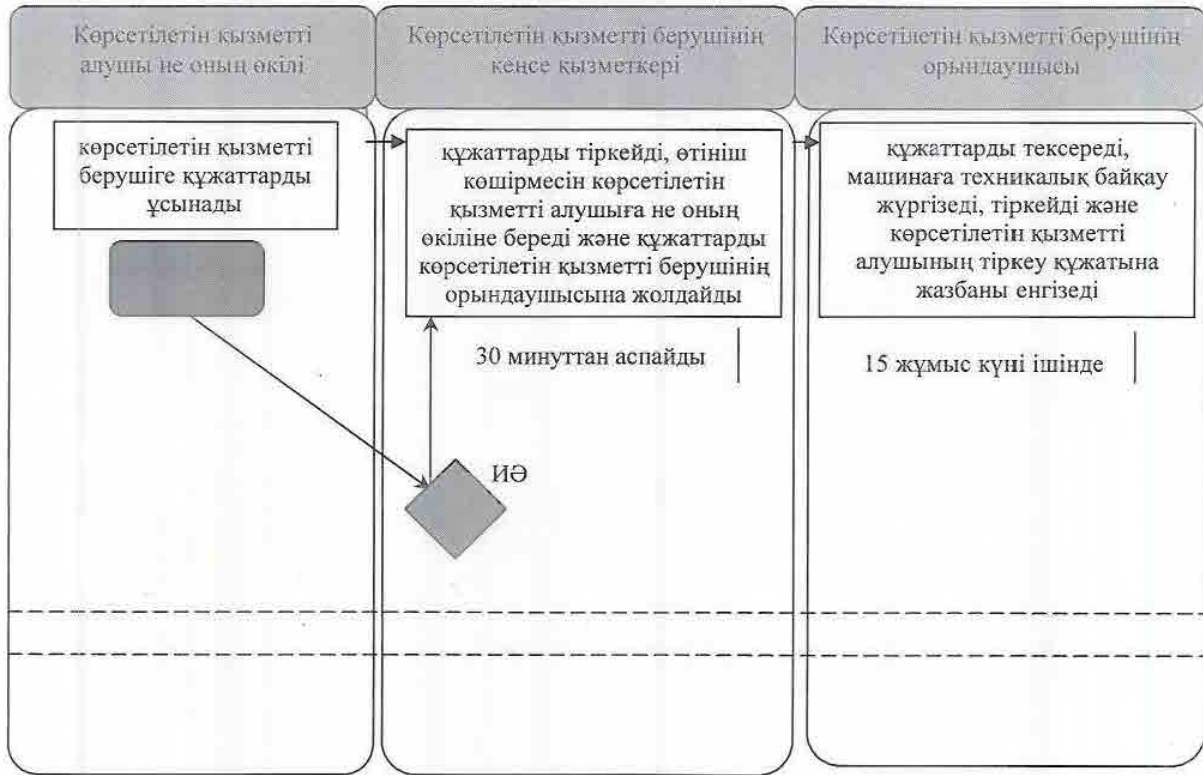 Көрсетілетін қызметті
алушы не оның өкілі
Көрсетілетін қызметті берушінің
кеңсе қызметкері
Көрсетілетін қызметті берушінің
орындаушысы
көрсетілетін қызметті
берушіге құжаттарды
ұсынады
құжаттарды тіркейді, өтініш
көшірмесін көрсетілетін
қызметті алушыға не оның
өкіліне береді және құжаттарды
көрсетілетін қызметті берушінің
орындаушысына жолдайды
құжаттарды тексереді,
машинаға техникалық байқау
жүргізеді, тіркейді және
көрсетілетін қызметті
алушының тіркеу құжатына
жазбаны енгізеді
30 минуттан аспайды
15 жұмыс күні ішінде
ИӘ